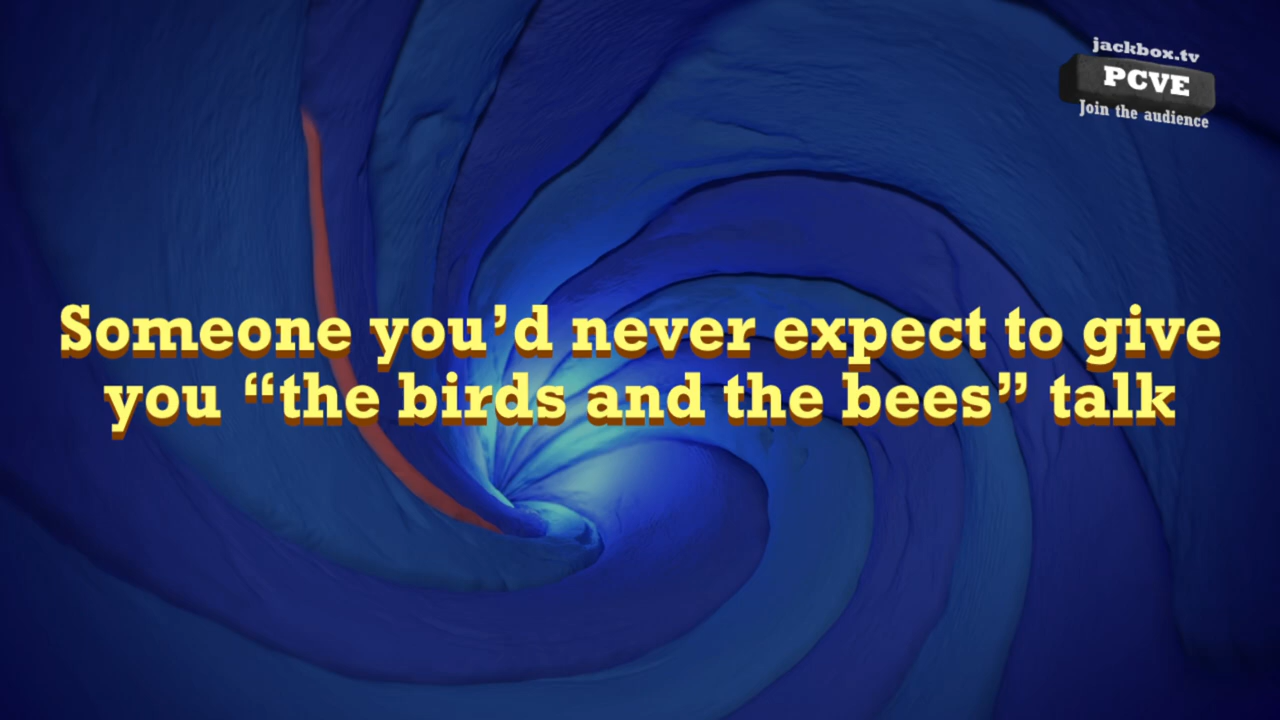 jackbox.tv
PCVE
Join the audience
Someone you’d never expect to give
you “the birds and the bees” talk